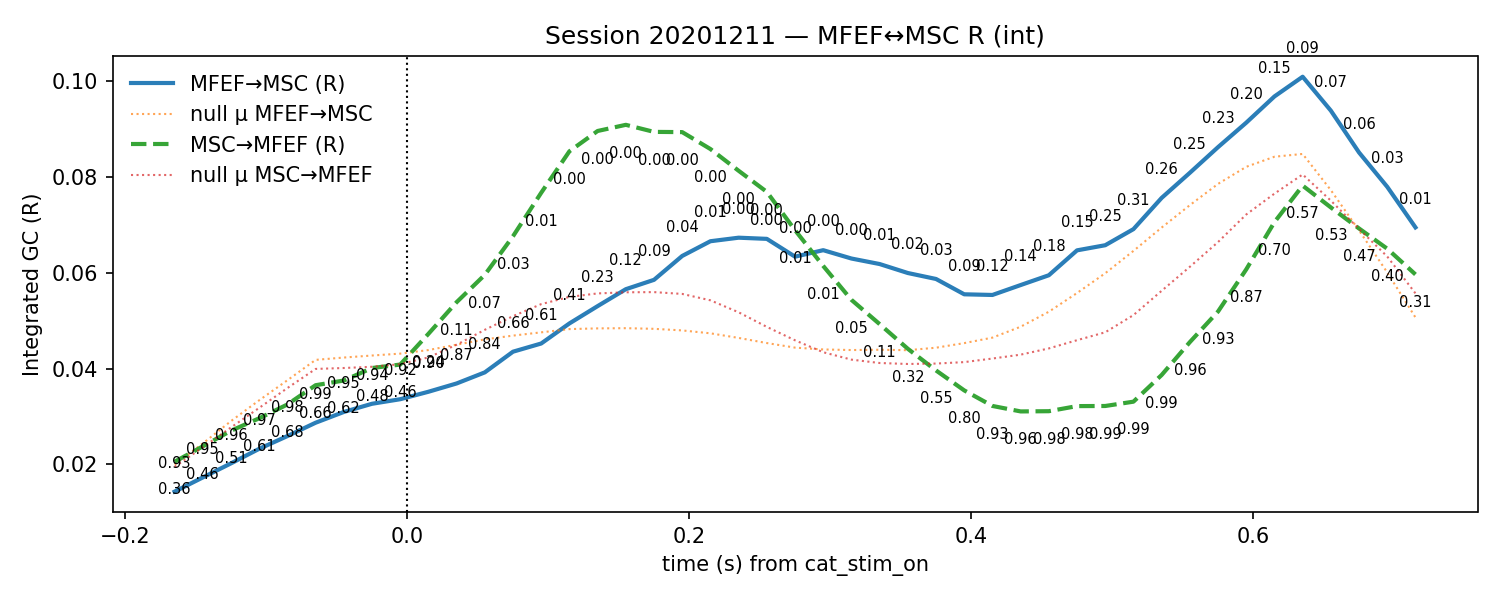 Session 20201211 — MFEF↔MSC R (int)
MFEF→MSC (R)
null μ MFEF→MSC
MSC→MFEF (R)
null μ MSC→MFEF
Integrated GC (R)
0.10
0.08
0.06
0.04
0.02
−0.2
0.0
0.2
0.4
0.6
time (s) from cat_stim_on
0.93 0.95 0.96 0.97 0.98 0.99 0.95 0.94 0.92
0.11 0.07 0.03 0.01 0.00 0.00 0.00 0.00 0.00 0.00 0.00 0.00 0.00 0.01 0.01 0.05 0.11 0.32 0.55 0.80 0.93 0.96 0.98 0.98 0.99 0.99 0.99 0.96 0.93 0.87 0.70 0.57 0.53 0.47 0.40 0.31
0.36 0.46 0.51 0.61 0.68 0.66 0.62 0.48 0.46
0.87 0.84 0.66 0.61 0.41 0.23 0.12 0.09 0.04 0.01 0.00 0.00 0.00 0.00 0.01 0.02 0.03 0.09 0.12 0.14 0.18 0.15 0.25 0.31 0.26 0.25 0.23 0.20 0.15 0.09 0.07 0.06 0.03 0.01